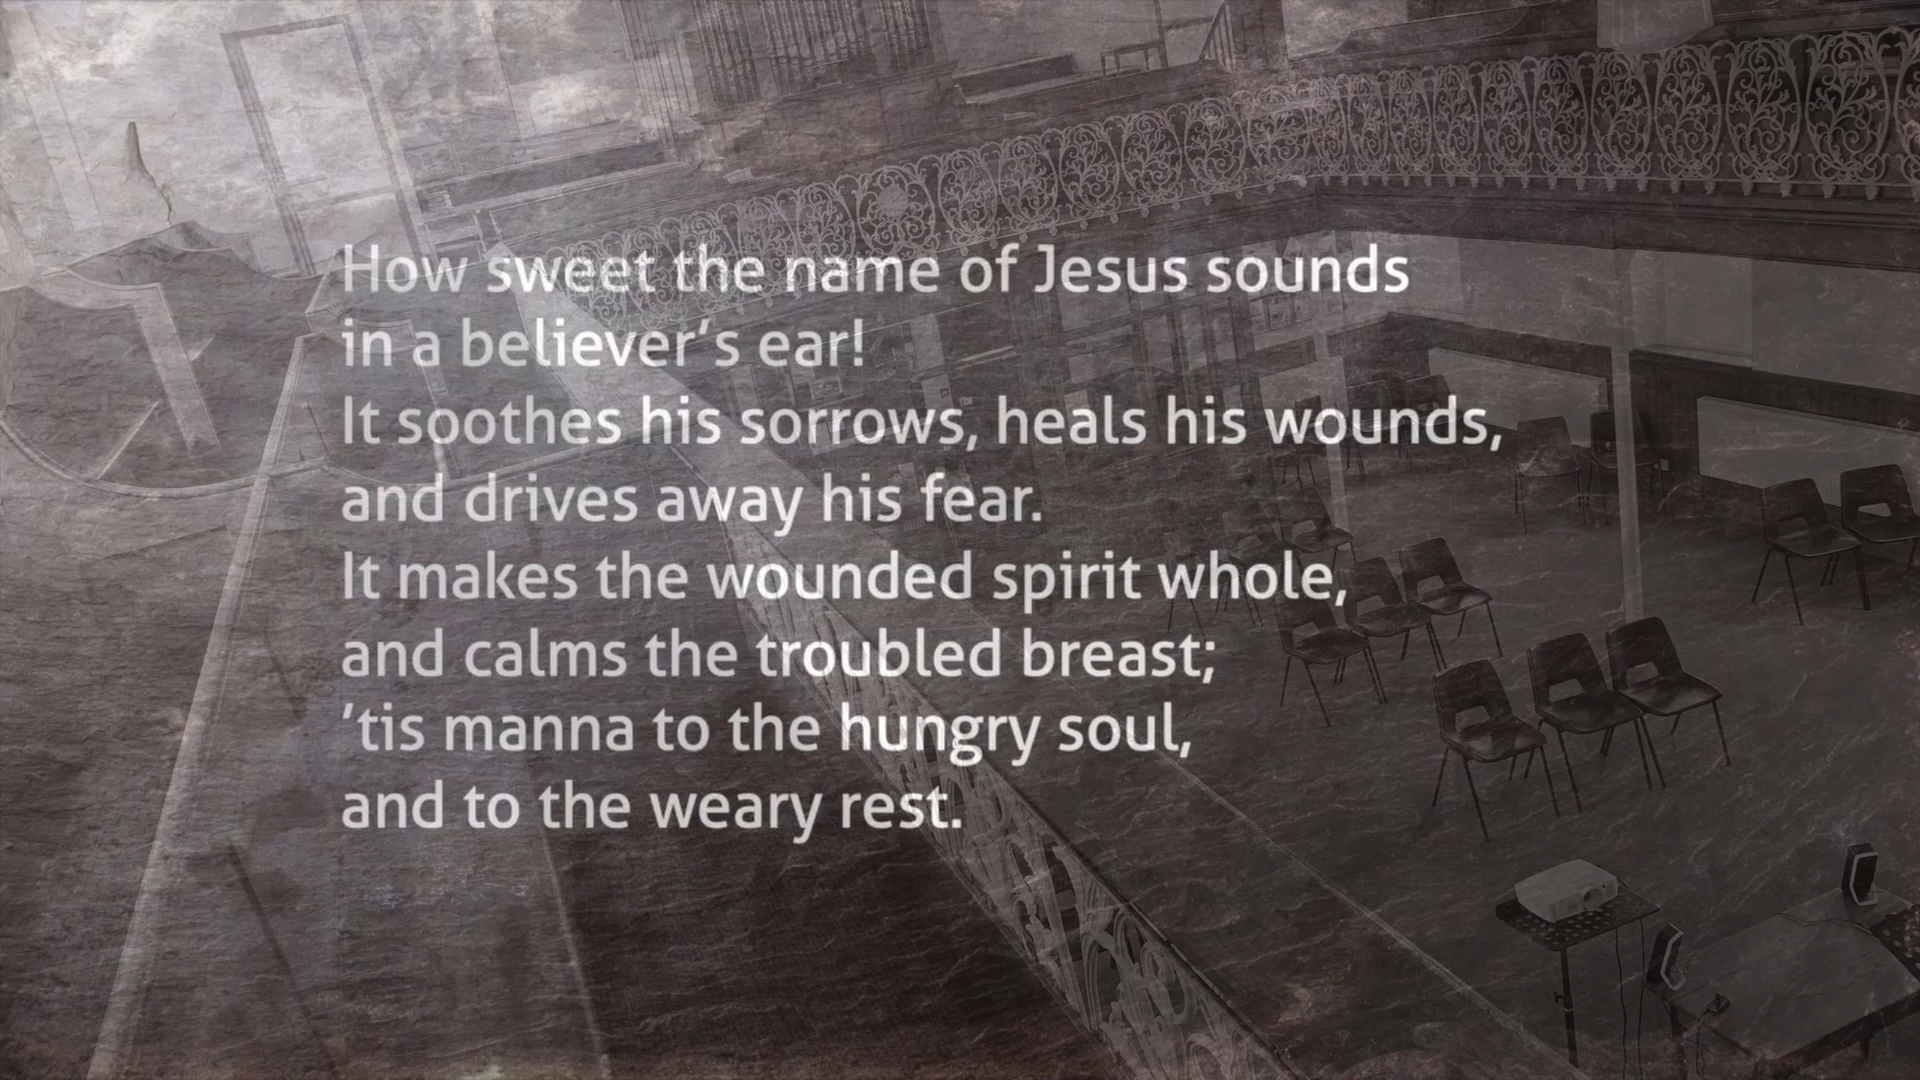 How sweet the name of Jesus sounds
in a believer’s ear!
It soothes his sorrows, heals his wounds,
and drives away his fear.
It makes the wounded spirit whole,
and calms the troubled breast;
’tis manna to the hungry soul,
and to the weary rest.